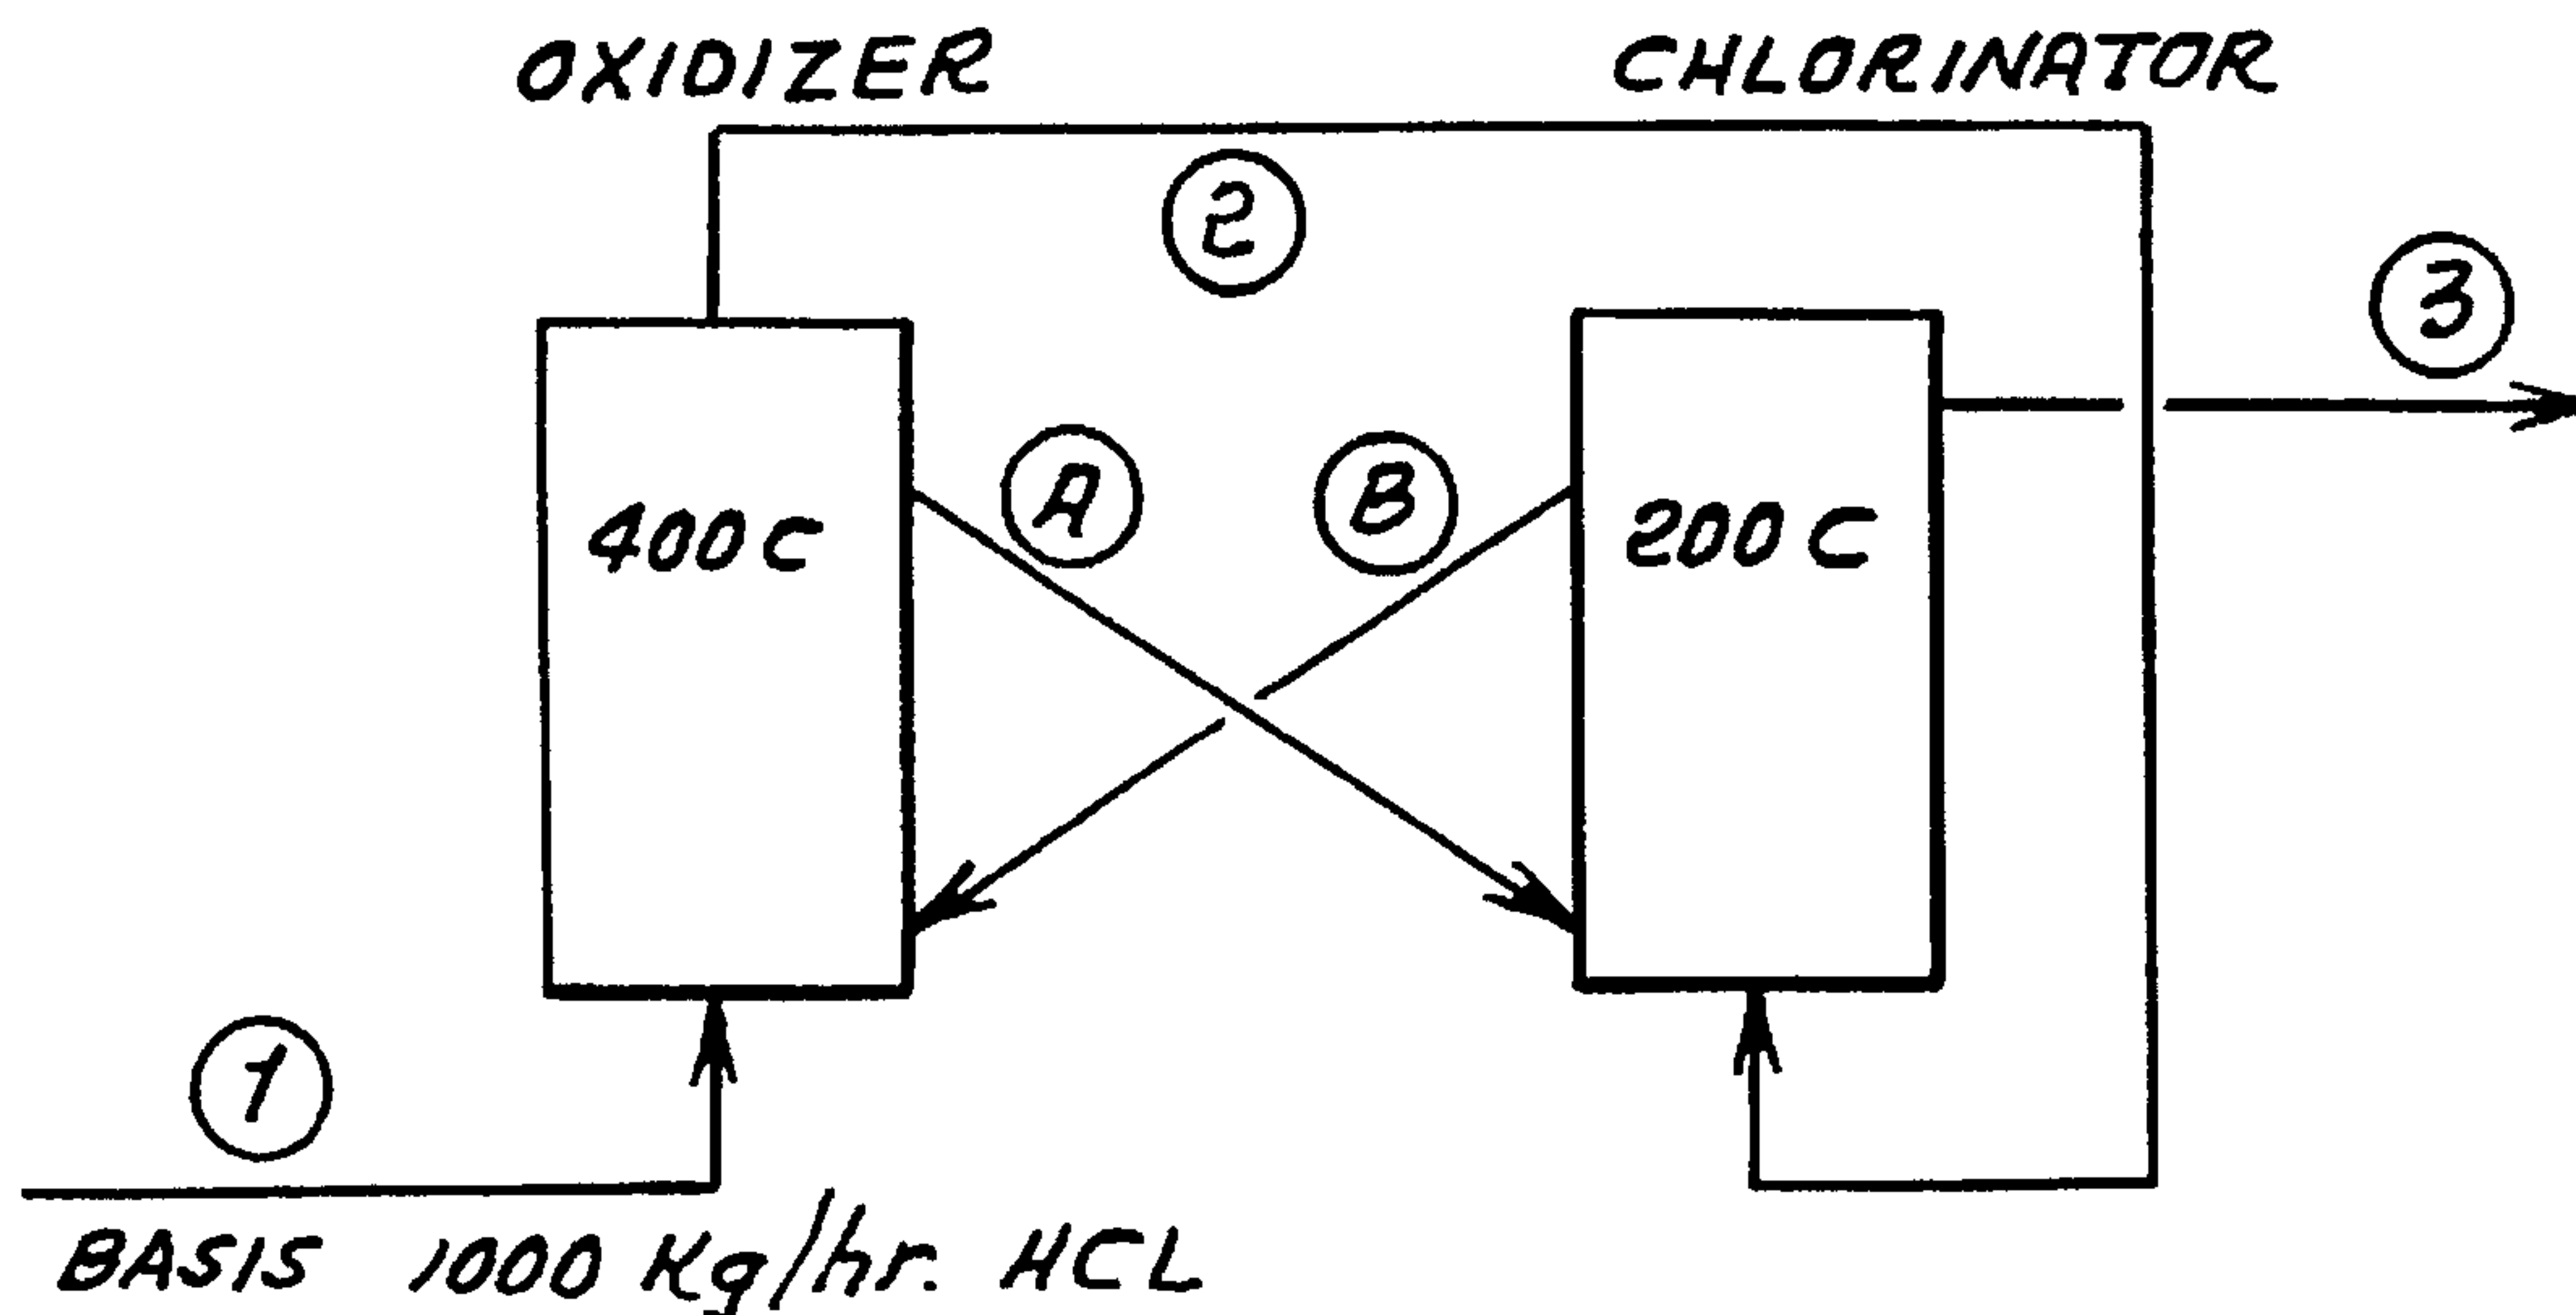 OXIDIZER
CHLORINATOR
2
3
A
B
400 C
200 C
1
BASIS 1000 Kg/hr. HCL